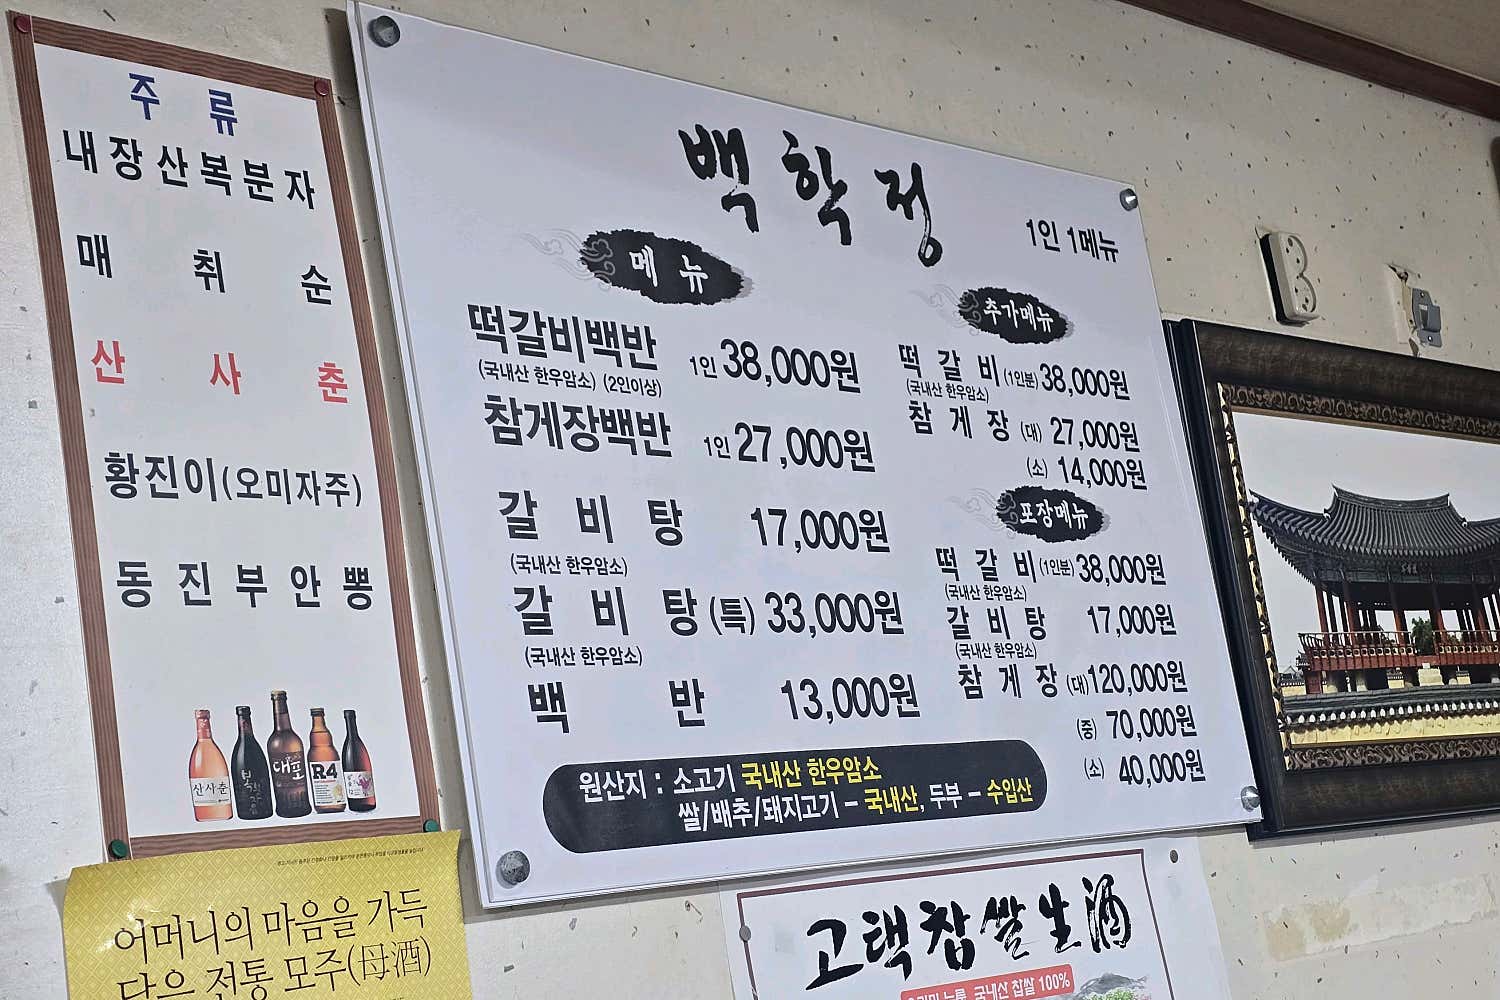 주 류
내장산복분자
매 취 순
산 사 춘
황진이(오미자주)
동 진 부 안 뽕
산사춘
대포
R4
어머니의 마음을 가득
담은 전통 모주(母酒)
백학정
1인 1메뉴
메 뉴
떡갈비백반 1인 38,000원
(국내산 한우암소) (2인이상)
참게장백반 1인 27,000원
갈 비 탕 17,000원
(국내산 한우암소)
갈 비 탕 (특) 33,000원
(국내산 한우암소)
백 반 13,000원
추가메뉴
떡 갈 비 (1인분) 38,000원
(국내산 한우암소)
참 게 장 (대) 27,000원
(소) 14,000원
포장메뉴
떡 갈 비 (1인분) 38,000원
(국내산 한우암소)
갈 비 탕 17,000원
(국내산 한우암소)
참 게 장 (대) 120,000원
(중) 70,000원
(소) 40,000원
원산지 : 소고기 국내산 한우암소
쌀/배추/돼지고기 - 국내산, 두부 - 수입산
고택찹쌀生酒
국내산 찹쌀 100%